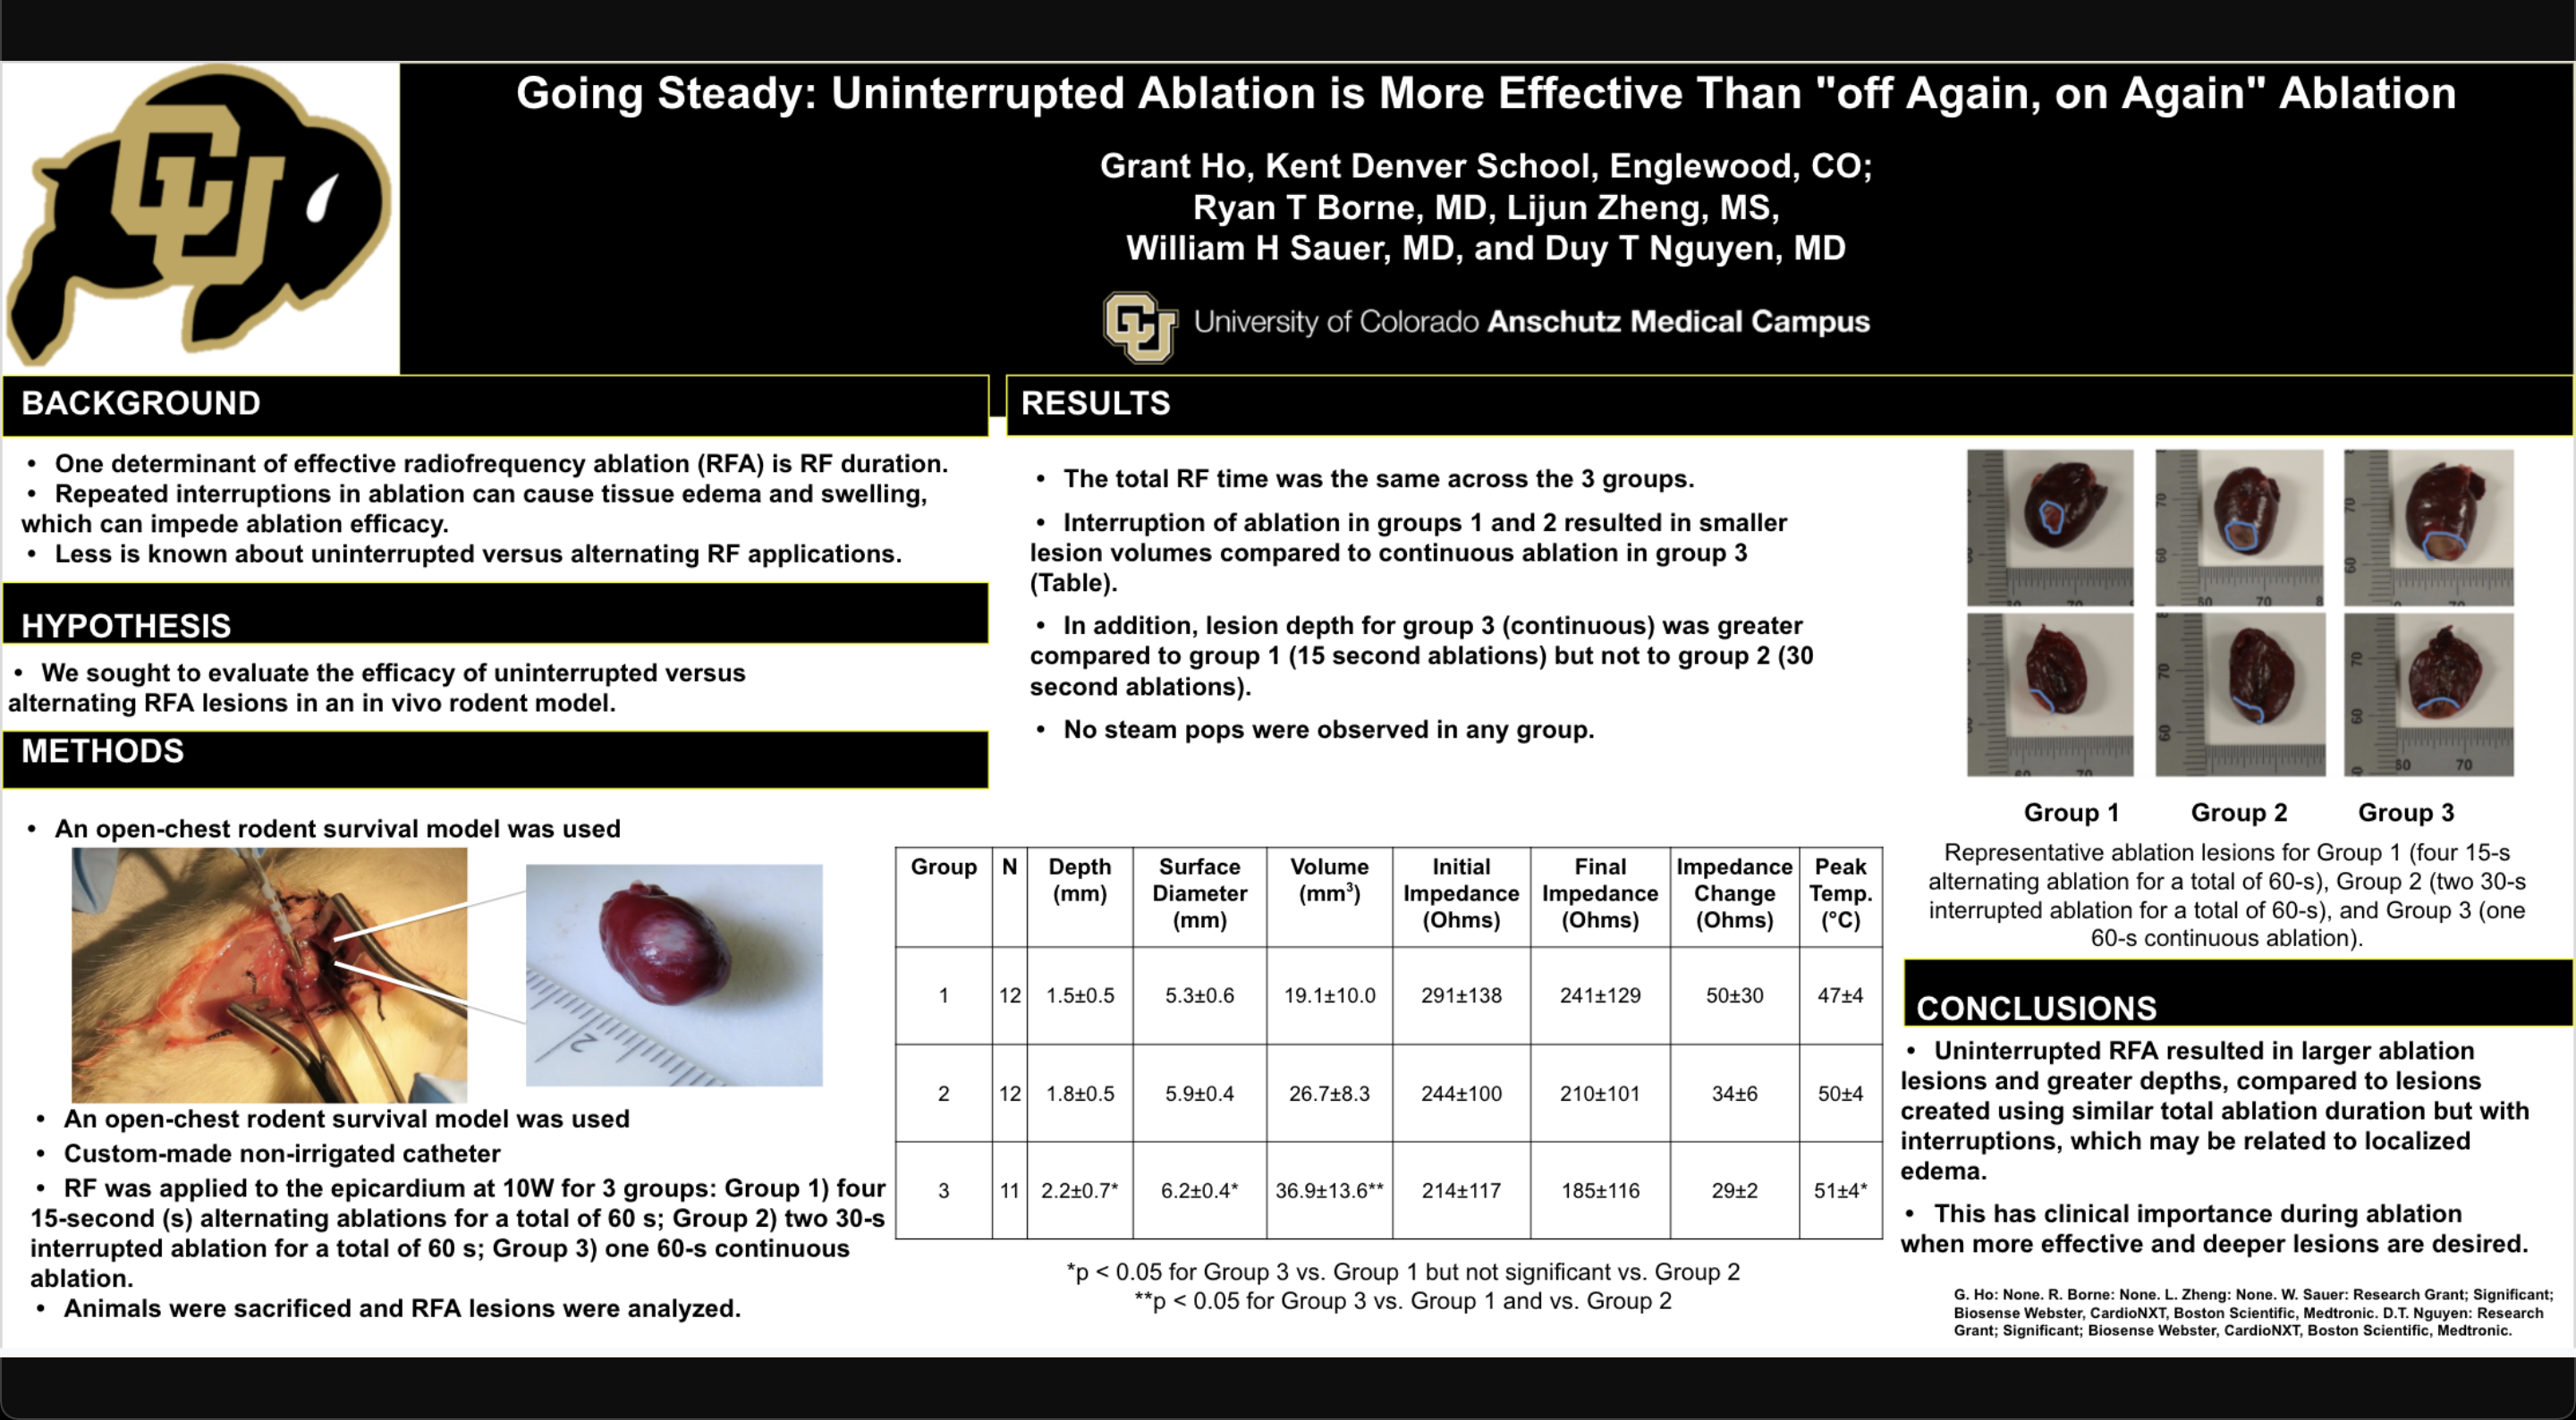 Going Steady: Uninterrupted Ablation is More Effective Than "off Again, on Again" Ablation
Grant Ho, Kent Denver School, Englewood, CO;
Ryan T Borne, MD, Lijun Zheng, MS,
William H Sauer, MD, and Duy T Nguyen, MD
University of Colorado Anschutz Medical Campus
BACKGROUND
• One determinant of effective radiofrequency ablation (RFA) is RF duration.
• Repeated interruptions in ablation can cause tissue edema and swelling,
which can impede ablation efficacy.
• Less is known about uninterrupted versus alternating RF applications.
HYPOTHESIS
• We sought to evaluate the efficacy of uninterrupted versus
alternating RFA lesions in an in vivo rodent model.
METHODS
• An open-chest rodent survival model was used
2
• An open-chest rodent survival model was used
• Custom-made non-irrigated catheter
• RF was applied to the epicardium at 10W for 3 groups: Group 1) four
15-second (s) alternating ablations for a total of 60 s; Group 2) two 30-s
interrupted ablation for a total of 60 s; Group 3) one 60-s continuous
ablation.
• Animals were sacrificed and RFA lesions were analyzed.
RESULTS
• The total RF time was the same across the 3 groups.
• Interruption of ablation in groups 1 and 2 resulted in smaller
lesion volumes compared to continuous ablation in group 3
(Table).
• In addition, lesion depth for group 3 (continuous) was greater
compared to group 1 (15 second ablations) but not to group 2 (30
second ablations).
• No steam pops were observed in any group.
Group N Depth (mm) Surface Diameter (mm) Volume (mm³) Initial Impedance (Ohms) Final Impedance (Ohms) Impedance Change (Ohms) Peak Temp. (°C)
1 12 1.5±0.5 5.3±0.6 19.1±10.0 291±138 241±129 50±30 47±4
2 12 1.8±0.5 5.9±0.4 26.7±8.3 244±100 210±101 34±6 50±4
3 11 2.2±0.7* 6.2±0.4* 36.9±13.6** 214±117 185±116 29±2 51±4*
*p < 0.05 for Group 3 vs. Group 1 but not significant vs. Group 2
**p < 0.05 for Group 3 vs. Group 1 and vs. Group 2
Group 1 Group 2 Group 3
Representative ablation lesions for Group 1 (four 15-s
alternating ablation for a total of 60-s), Group 2 (two 30-s
interrupted ablation for a total of 60-s), and Group 3 (one
60-s continuous ablation).
CONCLUSIONS
• Uninterrupted RFA resulted in larger ablation
lesions and greater depths, compared to lesions
created using similar total ablation duration but with
interruptions, which may be related to localized
edema.
• This has clinical importance during ablation
when more effective and deeper lesions are desired.
G. Ho: None. R. Borne: None. L. Zheng: None. W. Sauer: Research Grant; Significant;
Biosense Webster, CardioNXT, Boston Scientific, Medtronic. D.T. Nguyen: Research
Grant; Significant; Biosense Webster, CardioNXT, Boston Scientific, Medtronic.